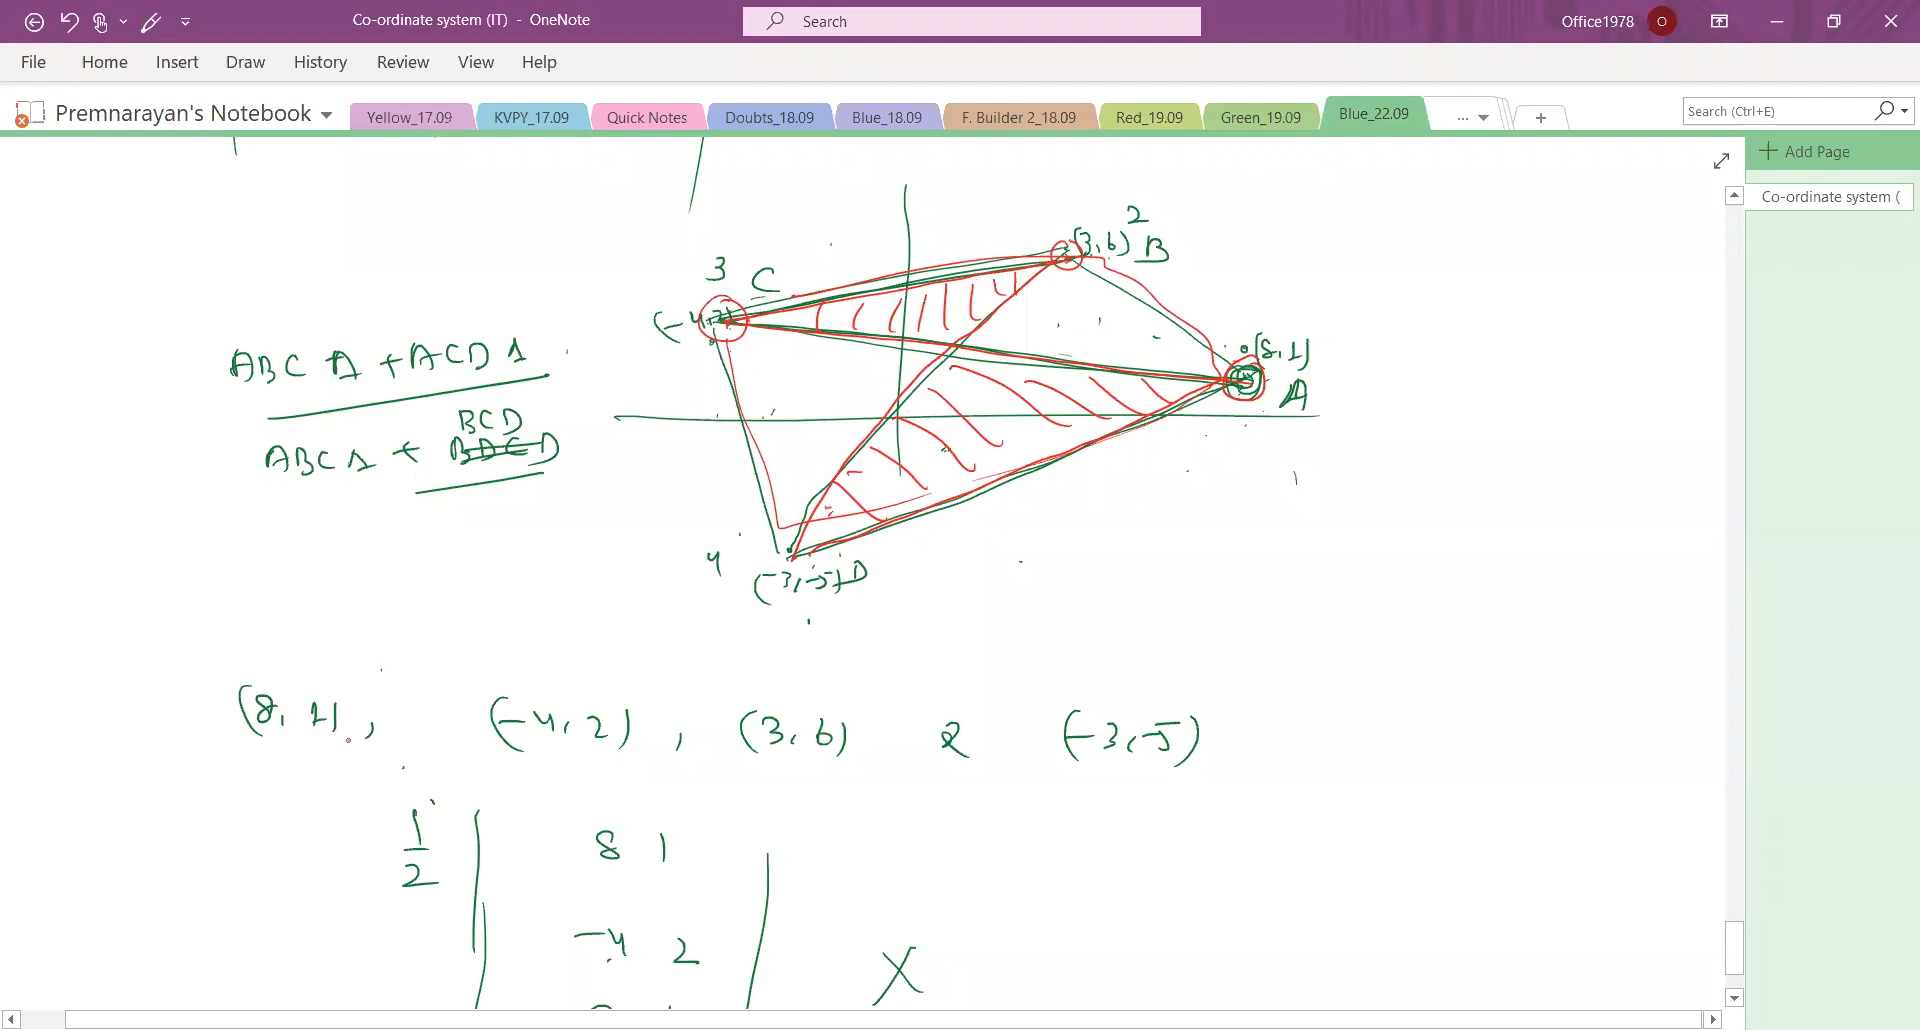 Co-ordinate system (IT) - OneNote
Search
Office1978
O
File Home Insert Draw History Review View Help
Premnarayan's Notebook
Yellow_17.09
KVPY_17.09
Quick Notes
Doubts_18.09
Blue_18.09
F. Builder 2_18.09
Red_19.09
Green_19.09
Blue_22.09
...
Search (Ctrl+E)
Add Page
Co-ordinate system (
2
(3, 6) B
3 C
(-4, 2)
(8, 1)
A
ABC Δ + ACD Δ
BCD
ABC Δ +
4
(-3, -5) D
(8, 1), (-4, 2), (3, 6) & (-3, -5)
1
2
8 1
-4 2
X